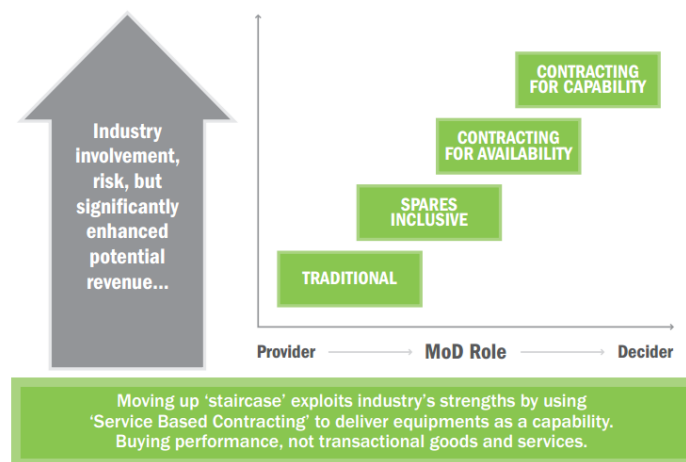 Industry
involvement,
risk, but
significantly
enhanced
potential
revenue...
CONTRACTING
FOR CAPABILITY
CONTRACTING
FOR AVAILABILITY
SPARES
INCLUSIVE
TRADITIONAL
Provider MoD Role Decider
Moving up ‘staircase’ exploits industry’s strengths by using
‘Service Based Contracting’ to deliver equipments as a capability.
Buying performance, not transactional goods and services.